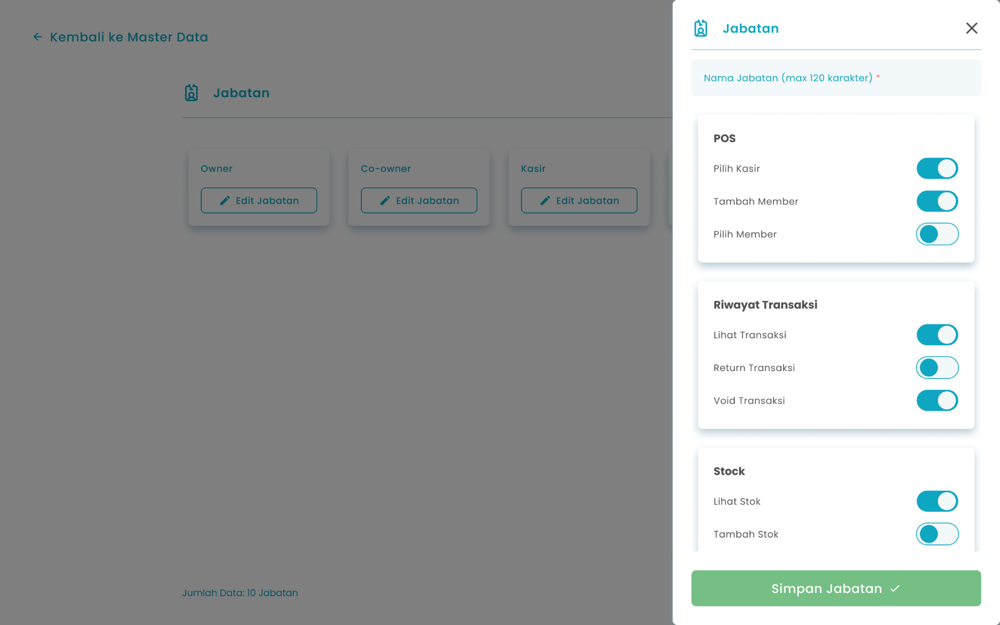 Kembali ke Master Data
Jabatan
Owner
Edit Jabatan
Co-owner
Edit Jabatan
Kasir
Edit Jabatan
Jumlah Data: 10 Jabatan
Jabatan
Nama Jabatan (max 120 karakter) *
POS
Pilih Kasir
Tambah Member
Pilih Member
Riwayat Transaksi
Lihat Transaksi
Return Transaksi
Void Transaksi
Stock
Lihat Stok
Tambah Stok
Simpan Jabatan